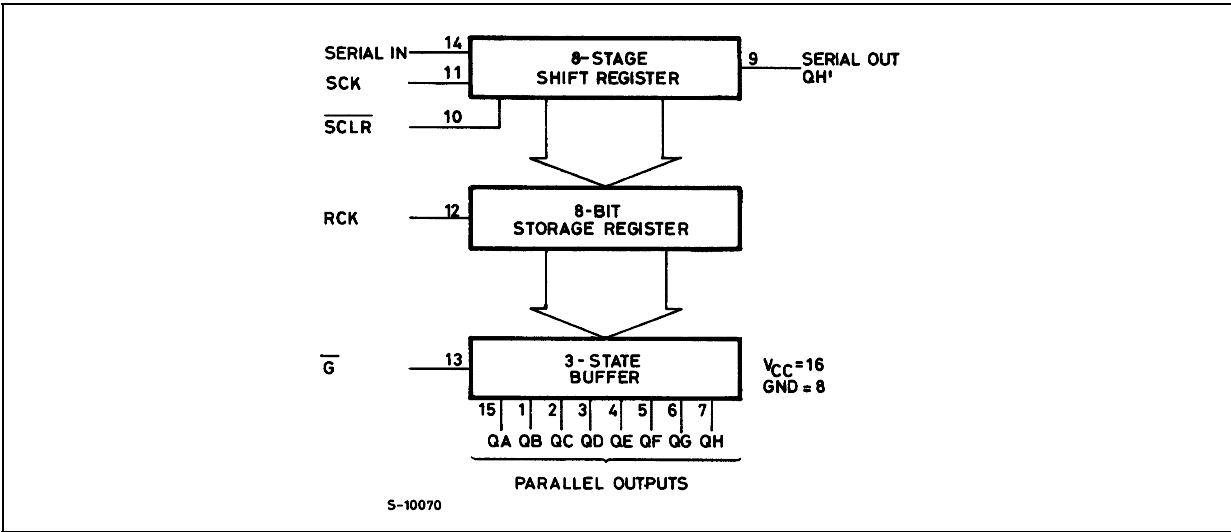 SERIAL IN 14
8-STAGE
SHIFT REGISTER
9 SERIAL OUT
QH'
SCK 11
SCLR 10
RCK 12
8-BIT
STORAGE REGISTER
G 13
3-STATE
BUFFER
VCC=16
GND=8
15 1 2 3 4 5 6 7
QA QB QC QD QE QF QG QH
PARALLEL OUTPUTS
S-10070